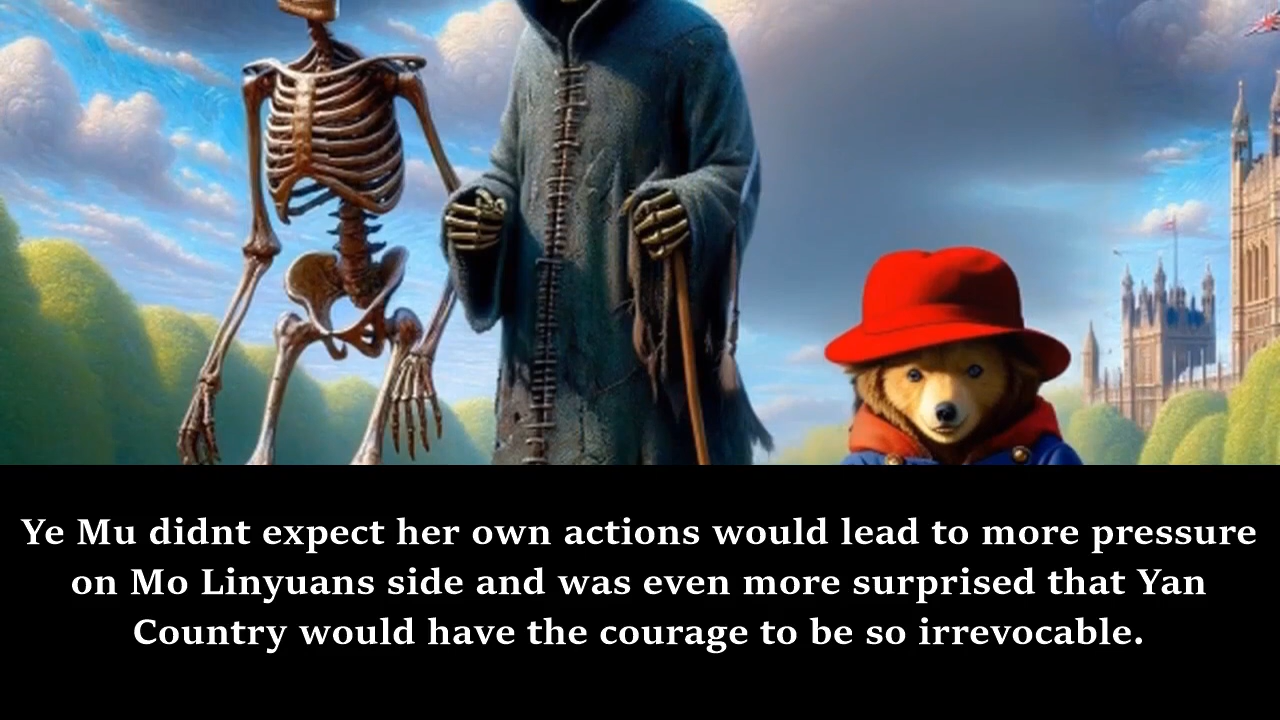 Ye Mu didnt expect her own actions would lead to more pressure
on Mo Linyuans side and was even more surprised that Yan
Country would have the courage to be so irrevocable.